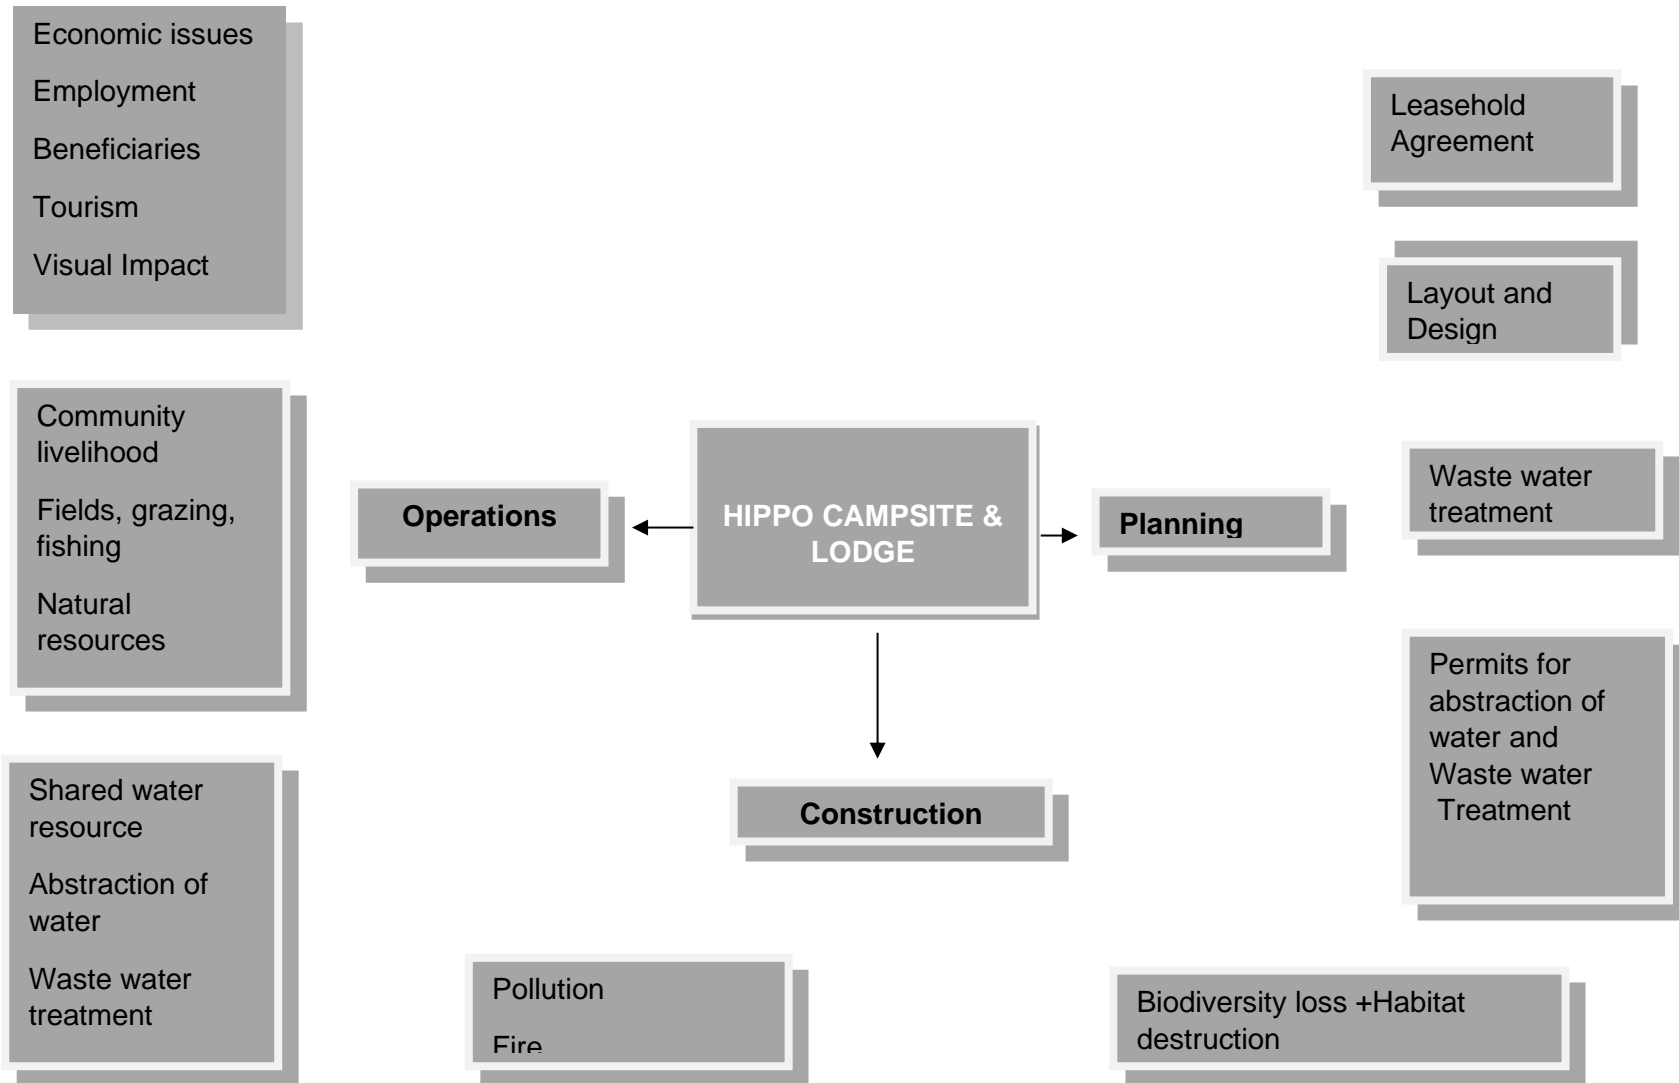 Economic issues
Employment
Beneficiaries
Tourism
Visual Impact
Community
livelihood
Fields, grazing,
fishing
Natural
resources
Shared water
resource
Abstraction of
water
Waste water
treatment
Operations
HIPPO CAMPSITE &
LODGE
Planning
Construction
Pollution
Fire
Leasehold
Agreement
Layout and
Design
Waste water
treatment
Permits for
abstraction of
water and
Waste water
Treatment
Biodiversity loss +Habitat
destruction